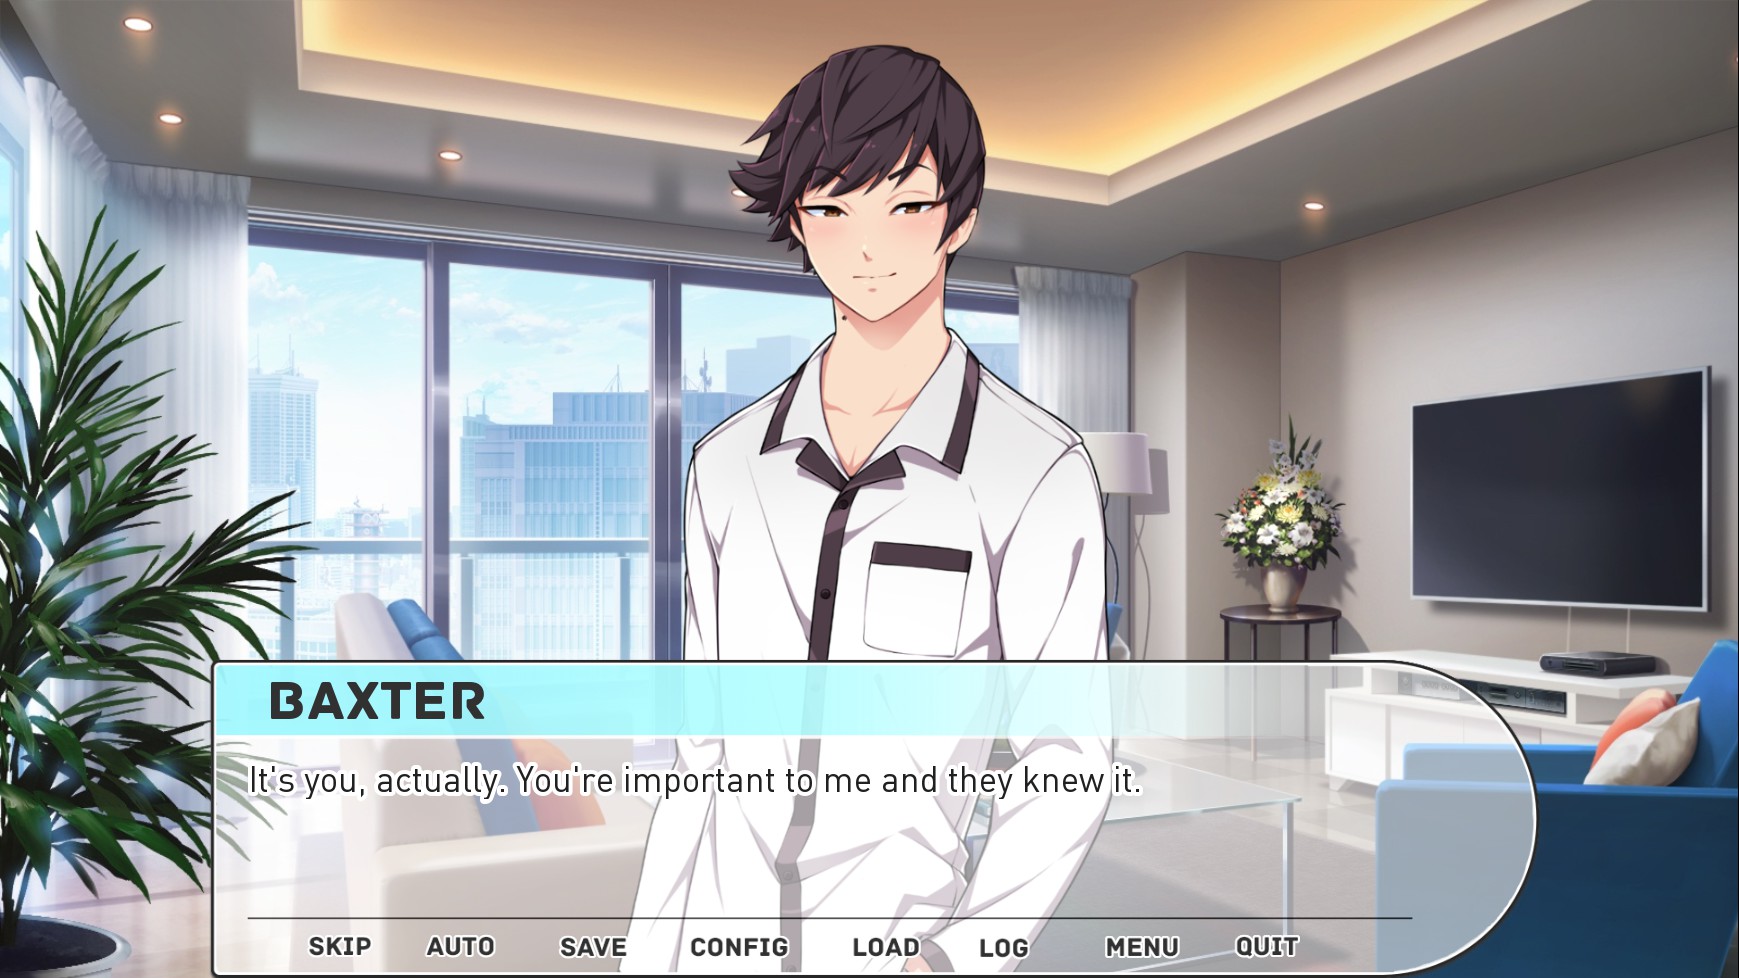 BAXTER
It's you, actually. You're important to me and they knew it.
SKIP AUTO SAVE CONFIG LOAD LOG MENU QUIT